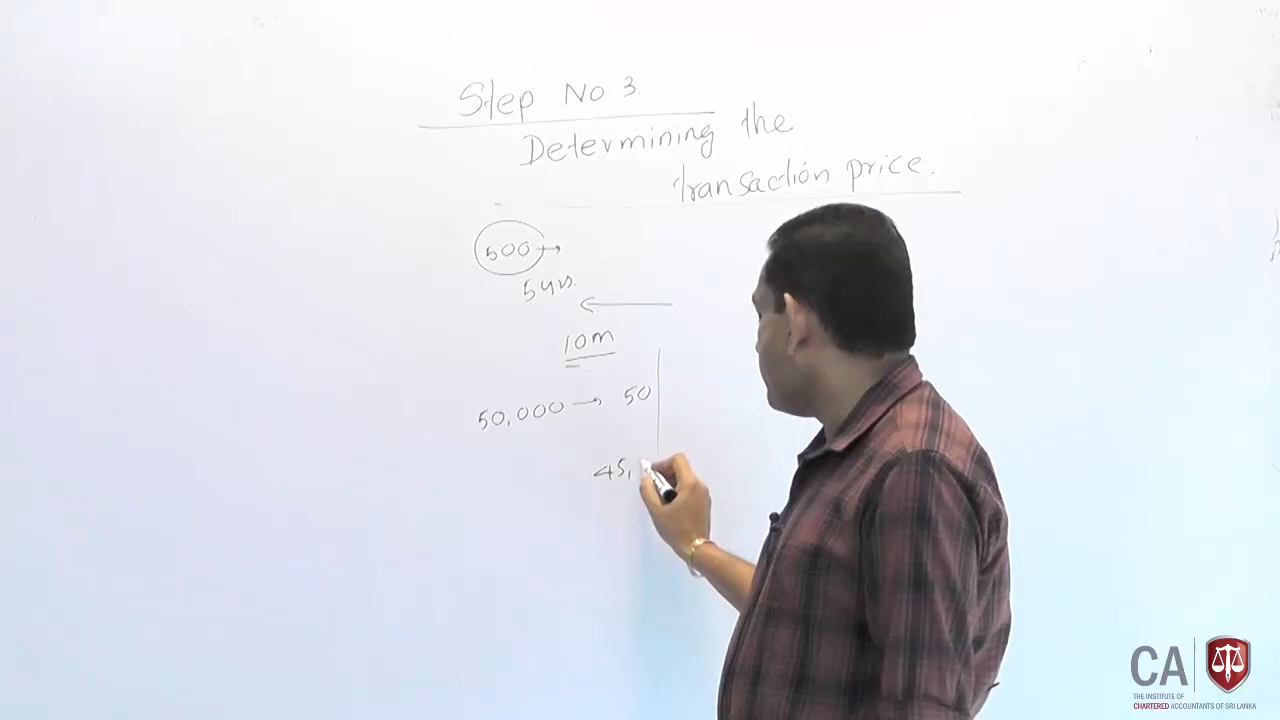 Step No 3.
Determining the
transaction price.
500 →
5 yrs.
←
10m
50,000 → 50
45,
CA
THE INSTITUTE OF
CHARTERED ACCOUNTANTS OF SRI LANKA